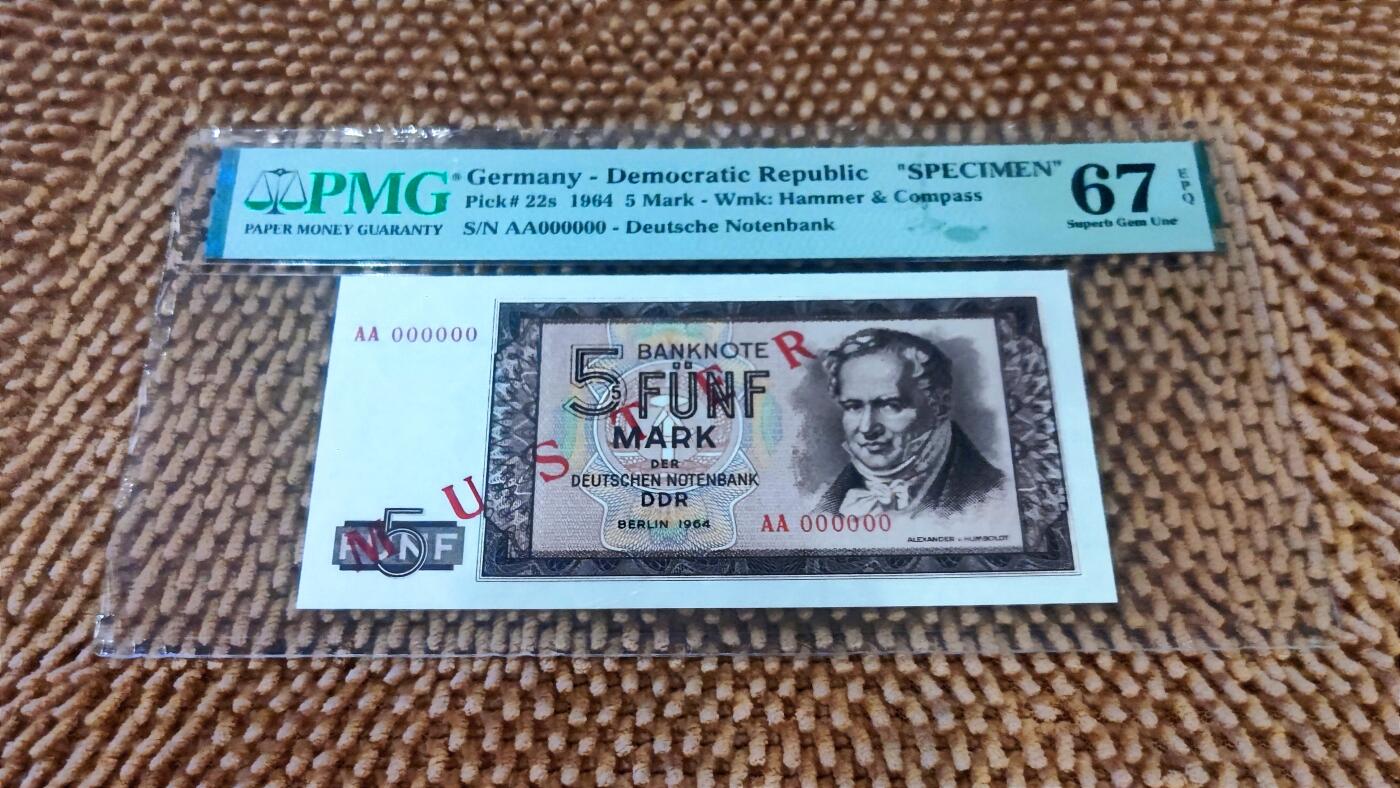 PMG®
PAPER MONEY GUARANTY
Germany - Democratic Republic "SPECIMEN"
Pick# 22s 1964 5 Mark - Wmk: Hammer & Compass
S/N AA000000 - Deutsche Notenbank
67
EPQ
Superb Gem Unc
AA 000000
5 BANKNOTE
FÜNF
MARK
DER
DEUTSCHEN NOTENBANK
DDR
BERLIN 1964
AA 000000
ALEXANDER v. HUMBOLDT
MUSTER
5
FÜNF